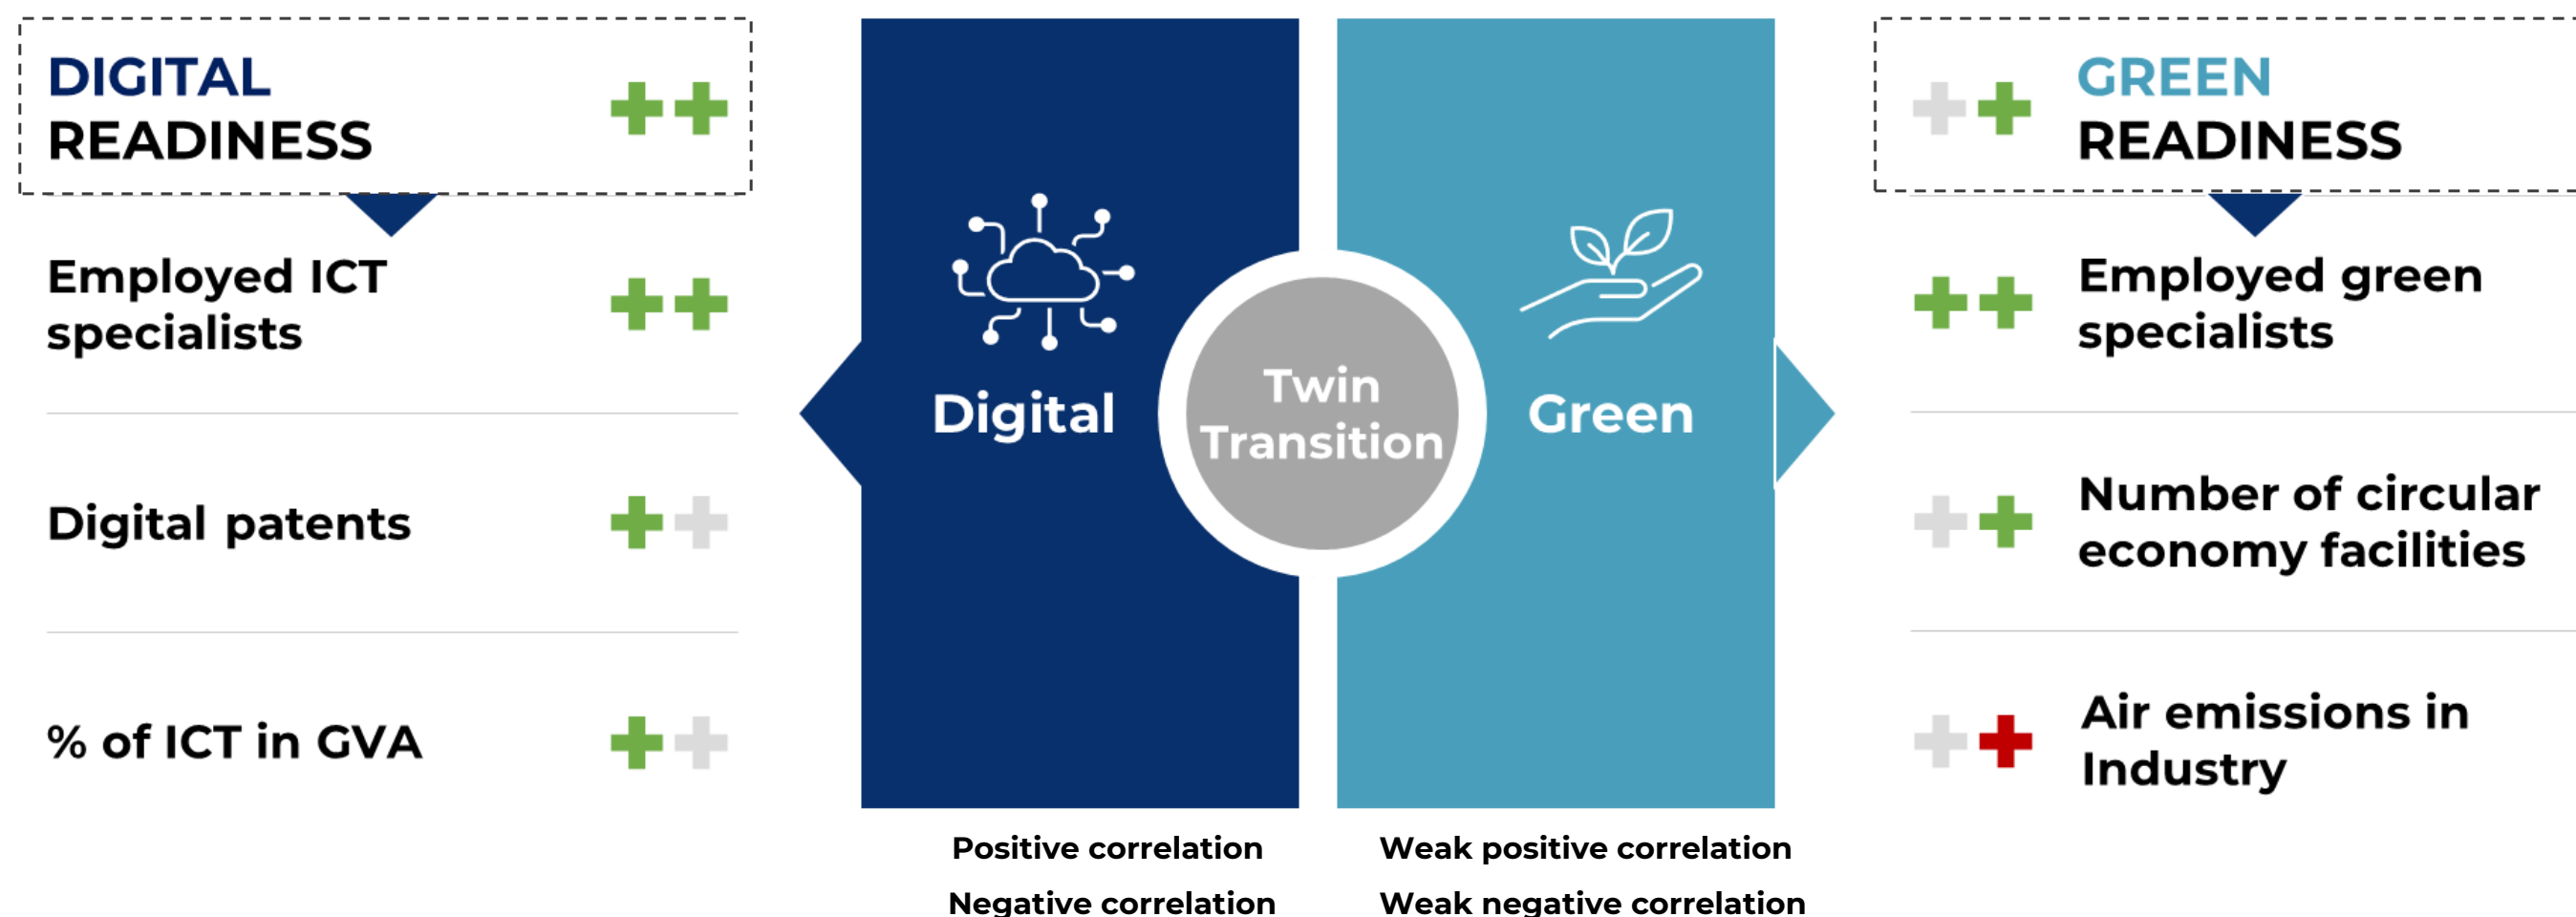 DIGITAL
READINESS
Employed ICT
specialists
Digital patents
% of ICT in GVA
Digital
Twin
Transition
Green
GREEN
READINESS
Employed green
specialists
Number of circular
economy facilities
Air emissions in
Industry
Positive correlation
Weak positive correlation
Negative correlation
Weak negative correlation